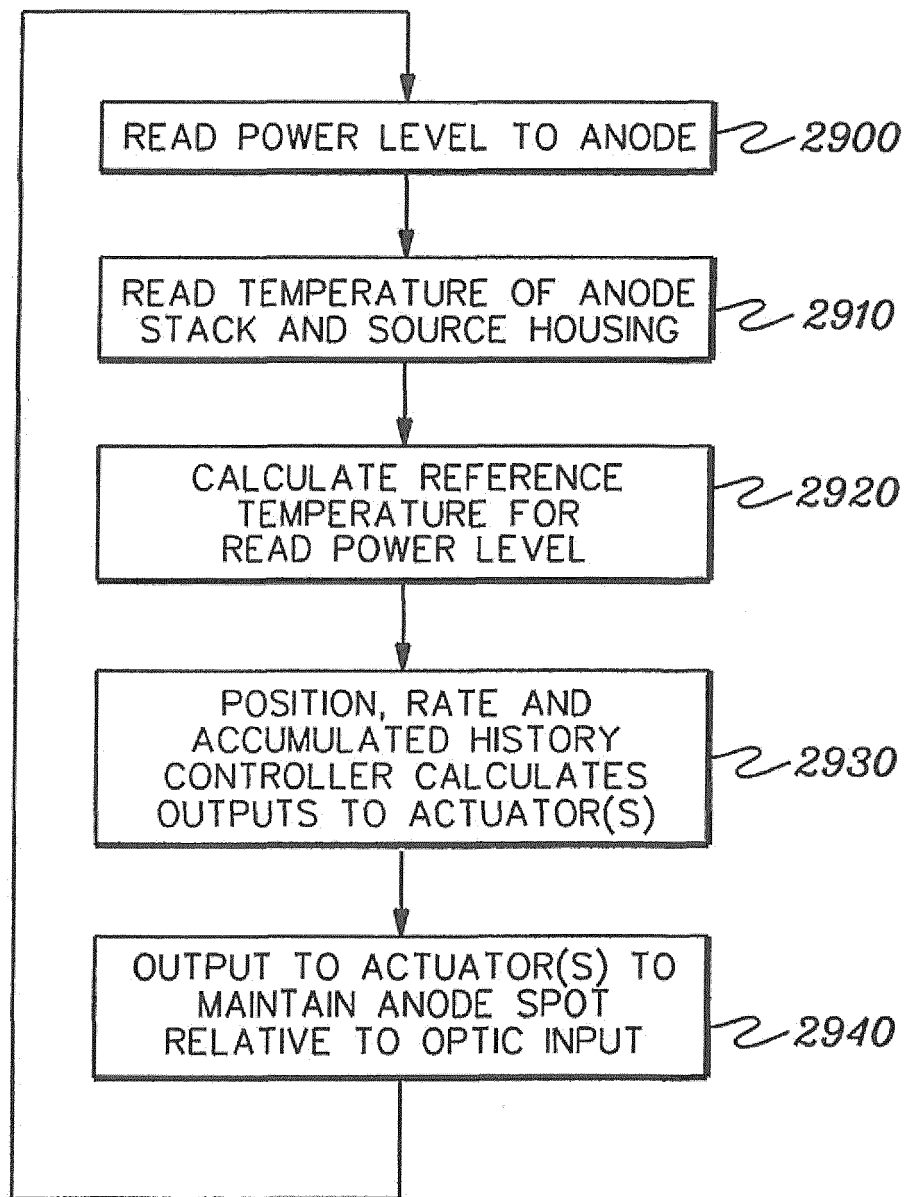 READ POWER LEVEL TO ANODE
2900
READ TEMPERATURE OF ANODE
STACK AND SOURCE HOUSING
2910
CALCULATE REFERENCE
TEMPERATURE FOR
READ POWER LEVEL
2920
POSITION, RATE AND
ACCUMULATED HISTORY
CONTROLLER CALCULATES
OUTPUTS TO ACTUATOR(S)
2930
OUTPUT TO ACTUATOR(S) TO
MAINTAIN ANODE SPOT
RELATIVE TO OPTIC INPUT
2940